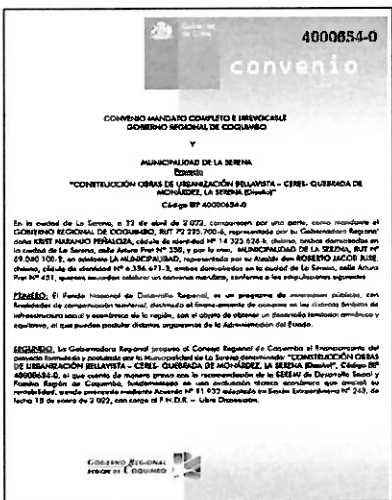 Gobierno
de Chile
4000654-0
convenio
CONVENIO MANDATO COMPLETO E IRREVOCABLE
GOBIERNO REGIONAL DE COQUIMBO
Y
MUNICIPALIDAD DE LA SERENA
Proyecto
"CONSTRUCCIÓN OBRAS DE URBANIZACIÓN BELLAVISTA – CERES- QUEBRADA DE
MONÁRDEZ, LA SERENA (Diseño)"
Código BIP 40000654-0
En la ciudad de La Serena, a 22 de abril de 2.022, comparecen por una parte, como mandante el
GOBIERNO REGIONAL DE COQUIMBO, RUT 72.225.700-6, representado por su Gobernadora Regional
doña KRIST NARANJO PEÑALOZA, cédula de identidad N° 14.325.626-k, chilena, ambos domiciliados en
la ciudad de La Serena, calle Arturo Prat N° 350, y por la otra, MUNICIPALIDAD DE LA SERENA, RUT N°
69.040.100-2, en adelante LA MUNICIPALIDAD, representada por su Alcalde don ROBERTO JACOB JURE,
chileno, cédula de identidad N° 6.356.671-3, ambos domiciliados en la ciudad de La Serena, calle Arturo
Prat N° 451, quienes acuerdan celebrar un convenio mandato, conforme a las estipulaciones siguientes:
PRIMERO: El Fondo Nacional de Desarrollo Regional, es un programa de inversiones públicas, con
finalidades de compensación territorial, destinado al financiamiento de acciones en los distintos ámbitos de
infraestructura social y económica de la región, con el objeto de obtener un desarrollo territorial armónico y
equitativo, al que pueden postular distintos organismos de la Administración del Estado.
SEGUNDO: La Gobernadora Regional propuso al Consejo Regional de Coquimbo el financiamiento del
proyecto formulado y postulado por la Municipalidad de La Serena denominado: "CONSTRUCCIÓN OBRAS
DE URBANIZACIÓN BELLAVISTA – CERES- QUEBRADA DE MONÁRDEZ, LA SERENA (Diseño)", Código BIP
40000654-0, el que cuenta de manera previa con la recomendación de la SEREMI de Desarrollo Social y
Familia Región de Coquimbo, fundamentada en una evaluación técnica económica que analizó su
rentabilidad, siendo priorizado mediante Acuerdo N° 11.932 adoptado en Sesión Extraordinaria N° 243, de
fecha 18 de enero de 2.022, con cargo al F.N.D.R. – Libre Disposición.
GOBIERNO REGIONAL
REGIÓN DE COQUIMBO